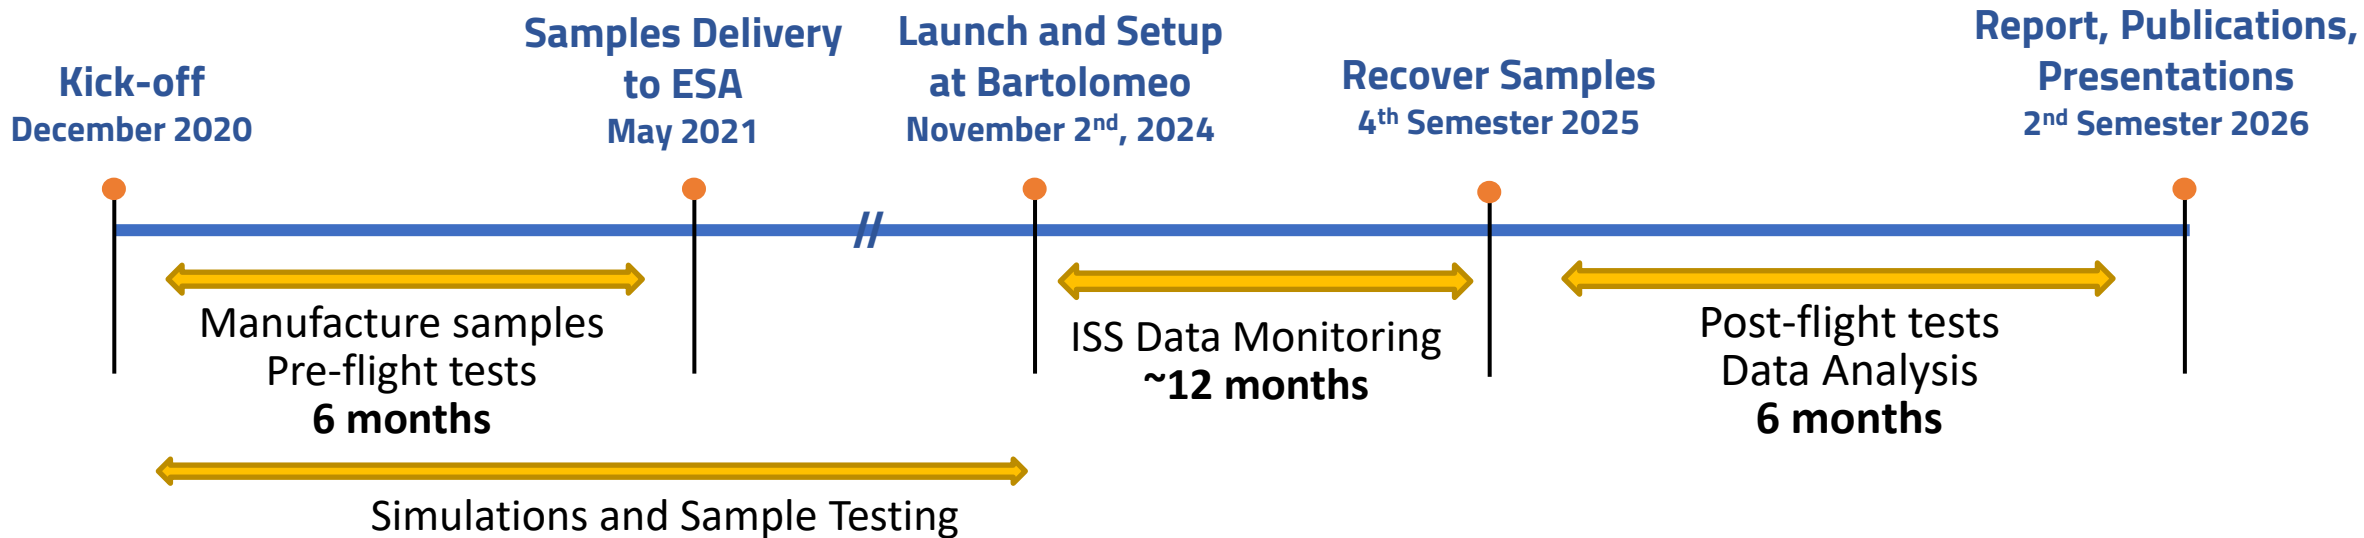 Kick-off
December 2020
Samples Delivery
to ESA
May 2021
Launch and Setup
at Bartolomeo
November 2nd, 2024
Recover Samples
4th Semester 2025
Report, Publications,
Presentations
2nd Semester 2026
//
Manufacture samples
Pre-flight tests
6 months
ISS Data Monitoring
~12 months
Post-flight tests
Data Analysis
6 months
Simulations and Sample Testing